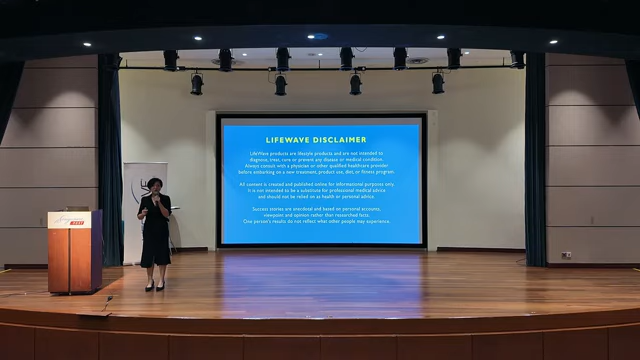 LIFEWAVE DISCLAIMER
LifeWave products are lifestyle products and are not intended to
diagnose, treat, cure or prevent any disease or medical condition.
Always consult with a physician or other qualified healthcare provider
before embarking on a new treatment, product use, diet, or fitness program.
All content is created and published online for informational purposes only.
It is not intended to be a substitute for professional medical advice
and should not be relied on as health or personal advice.
Success stories are anecdotal and based on personal accounts,
viewpoint and opinion rather then researched facts.
One person's results do not reflect what other people may experience.